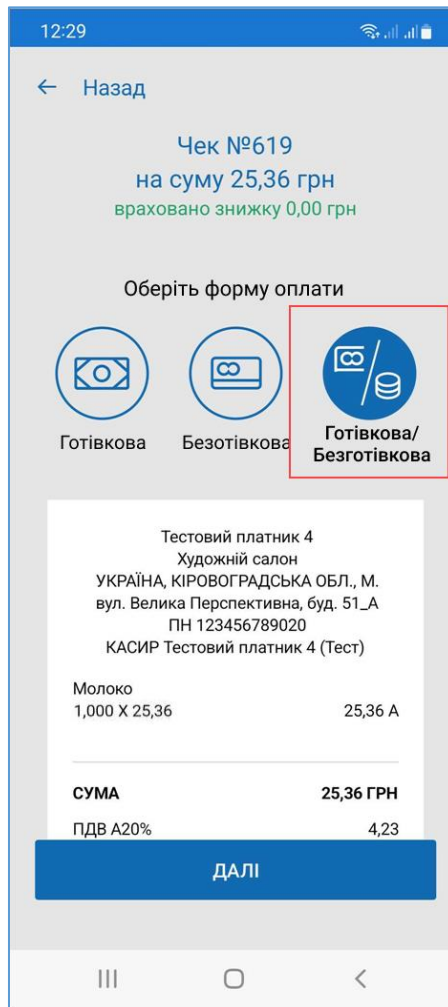 12:29
Назад
Чек №619
на суму 25,36 грн
враховано знижку 0,00 грн
Оберіть форму оплати
Готівкова
Безотівкова
Готівкова/
Безготівкова
Тестовий платник 4
Художній салон
УКРАЇНА, КІРОВОГРАДСЬКА ОБЛ., М.
вул. Велика Перспективна, буд. 51_А
ПН 123456789020
КАСИР Тестовий платник 4 (Тест)
Молоко
1,000 X 25,36 25,36 А
СУМА 25,36 ГРН
ПДВ А20% 4,23
ДАЛІ